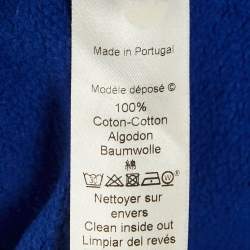 Made in Portugal
Modèle déposé ©
100%
Coton-Cotton
Algodon
Baumwolle
綿
Nettoyer sur
envers
Clean inside out
Limpiar del revés